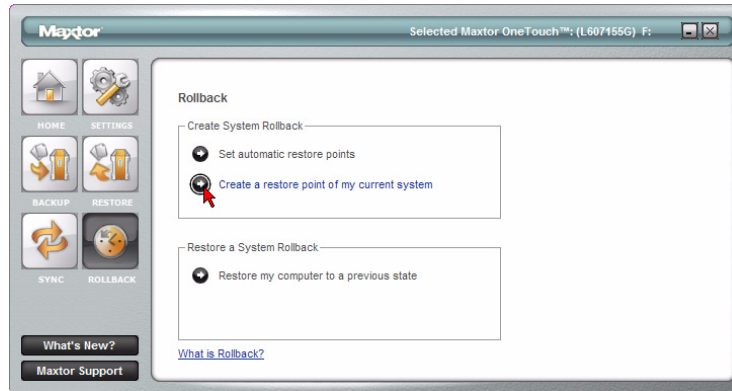 Maxtor
Selected Maxtor OneTouch™: (L607155G) F:
HOME SETTINGS
BACKUP RESTORE
SYNC ROLLBACK
What's New?
Maxtor Support
Rollback
Create System Rollback
Set automatic restore points
Create a restore point of my current system
Restore a System Rollback
Restore my computer to a previous state
What is Rollback?